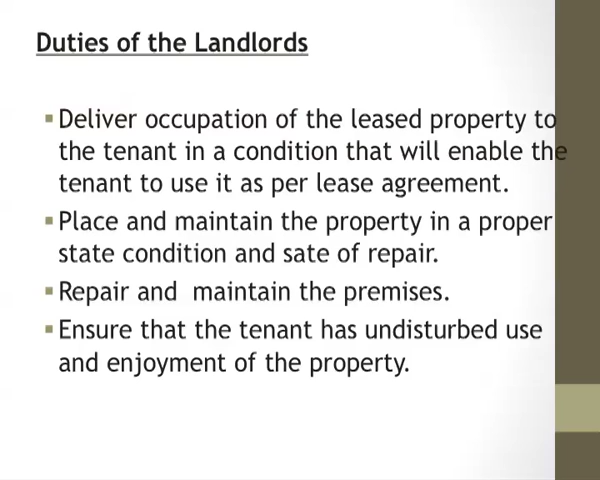 Duties of the Landlords
▪Deliver occupation of the leased property to
the tenant in a condition that will enable the
tenant to use it as per lease agreement.
▪Place and maintain the property in a proper
state condition and sate of repair.
▪Repair and  maintain the premises.
▪Ensure that the tenant has undisturbed use
and enjoyment of the property.